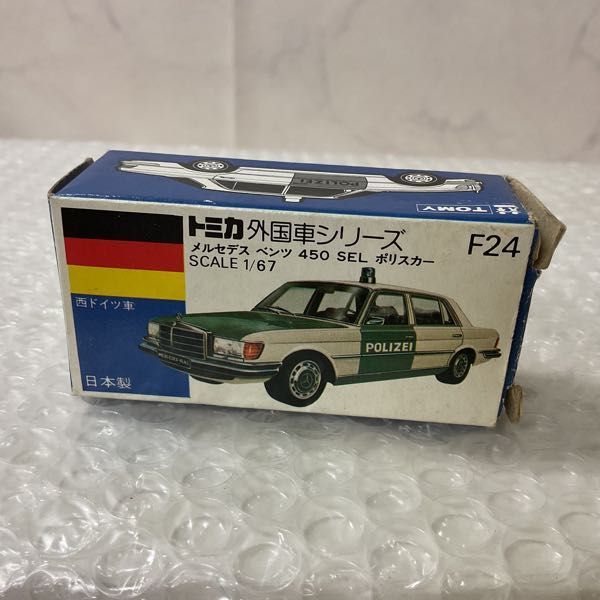 POLIZEI
TOMY
トミカ 外国車シリーズ
F24
メルセデス ベンツ 450 SEL ポリスカー
SCALE 1/67
西ドイツ車
POLIZEI
日本製